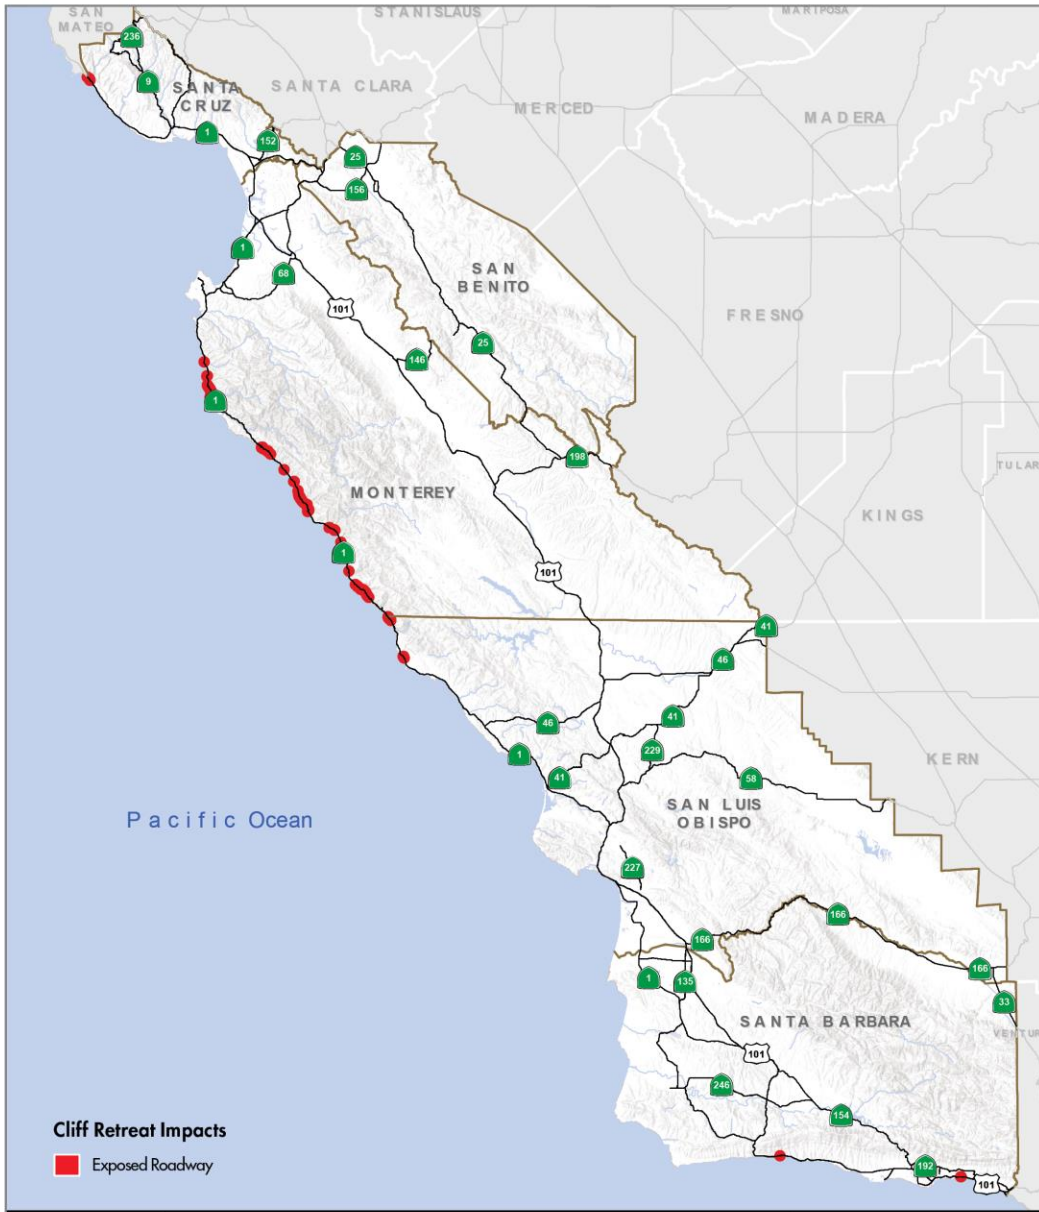 SAN
MATEO
STANISLAUS
MARIPOSA
236
9
SANTA
CRUZ
SANTA CLARA
MERCED
MADERA
1
152
25
156
1
68
SAN
BENITO
101
FRESNO
25
146
1
198
TULAR
MONTEREY
KINGS
1
101
41
46
41
46
1
229
41
58
KERN
SAN LUIS
OBISPO
Pacific Ocean
227
166
166
166
1
135
33
SANTA BARBARA
VENTUR
101
246
154
Cliff Retreat Impacts
Exposed Roadway
192
101